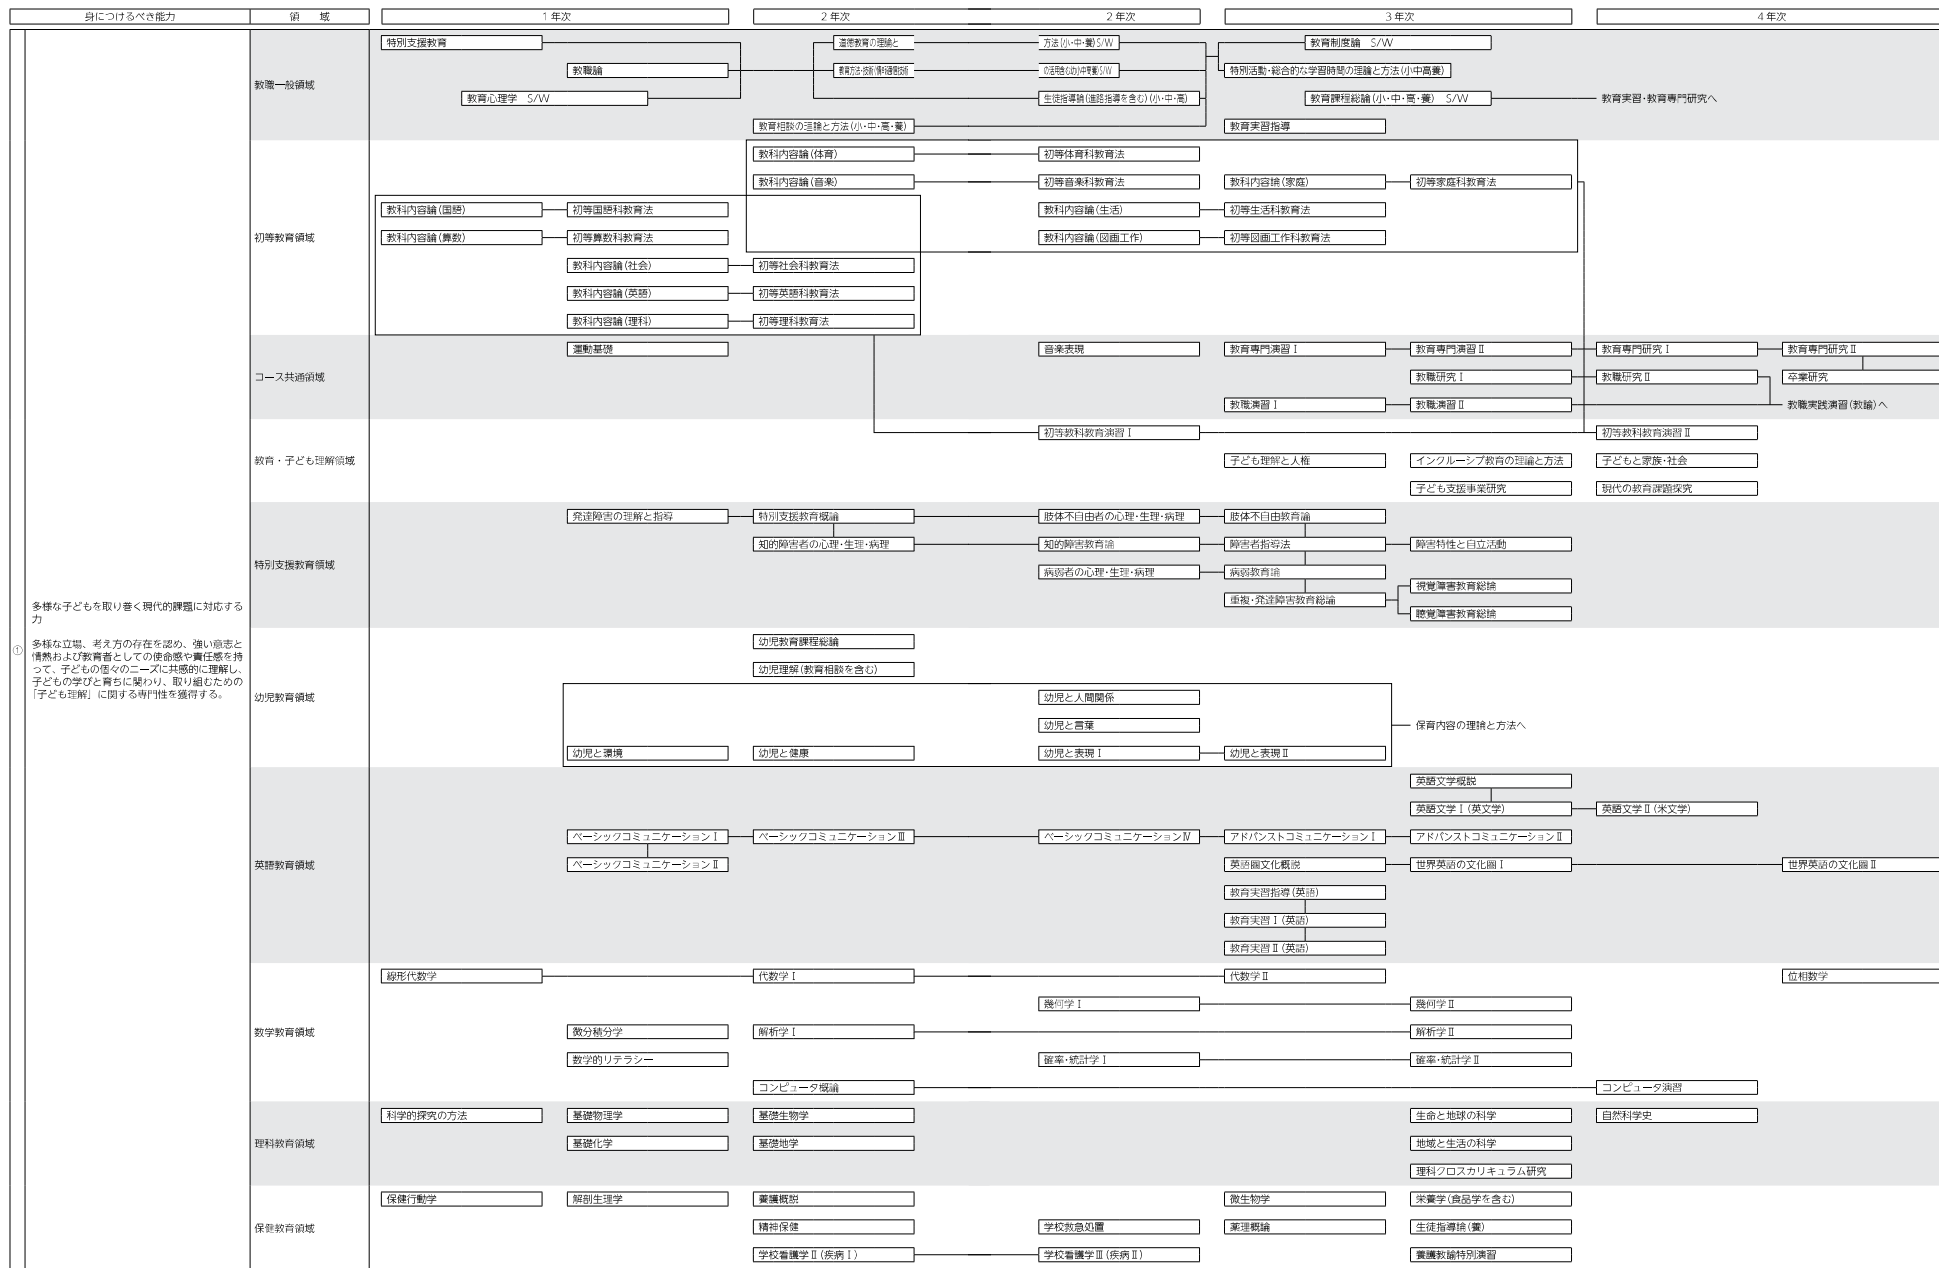 身につけるべき能力 領　域 1年次 2年次 2年次 3年次 4年次
特別支援教育 道徳教育の理論と 方法(小・中・養)S/W 教育制度論　S/W
教職一般領域 教職論 教育方法・技術(情報通信技術 特別活動・総合的な学習時間の理論と方法(小中高養)
教育心理学　S/W 生徒指導論(進路指導を含む)(小・中・高) 教育課程総論(小・中・高・養)　S/W 教育実習・教育専門研究へ
教育相談の理論と方法(小・中・高・養) 教育実習指導
教科内容論(体育) 初等体育科教育法
教科内容論(音楽) 初等音楽科教育法 教科内容論(家庭) 初等家庭科教育法
教科内容論(国語) 初等国語科教育法 教科内容論(生活) 初等生活科教育法
初等教育領域 教科内容論(算数) 初等算数科教育法 教科内容論(図画工作) 初等図画工作科教育法
教科内容論(社会) 初等社会科教育法
教科内容論(英語) 初等英語科教育法
教科内容論(理科) 初等理科教育法
運動基礎 音楽表現 教育専門演習Ⅰ 教育専門演習Ⅱ 教育専門研究Ⅰ 教育専門研究Ⅱ
コース共通領域 教職研究Ⅰ 教職研究Ⅱ 卒業研究
教職演習Ⅰ 教職演習Ⅱ 教職実践演習(教諭)へ
初等教科教育演習Ⅰ 初等教科教育演習Ⅱ
教育・子ども理解領域 子ども理解と人権 インクルーシブ教育の理論と方法 子どもと家族・社会
子ども支援事業研究 現代の教育課題探究
発達障害の理解と指導 特別支援教育概論 肢体不自由者の心理・生理・病理 肢体不自由教育論
知的障害者の心理・生理・病理 知的障害教育論 障害者指導法 障害特性と自立活動
特別支援教育領域 病弱者の心理・生理・病理 病弱教育論
視覚障害教育総論
重複・発達障害教育総論
聴覚障害教育総論
①
多様な子どもを取り巻く現代的課題に対応する
力
多様な立場、考え方の存在を認め、強い意志と
情熱および教育者としての使命感や責任感を持
って、子どもの個々のニーズに共感的に理解し、
子どもの学びと育ちに関わり、取り組むための
「子ども理解」に関する専門性を獲得する。
幼児教育課程総論
幼児理解(教育相談を含む)
幼児教育領域 幼児と人間関係
幼児と言葉 保育内容の理論と方法へ
幼児と環境 幼児と健康 幼児と表現Ⅰ 幼児と表現Ⅱ
英語文学概説
英語文学Ⅰ(英文学) 英語文学Ⅱ(米文学)
ベーシックコミュニケーションⅠ ベーシックコミュニケーションⅢ ベーシックコミュニケーションⅣ アドバンストコミュニケーションⅠ アドバンストコミュニケーションⅡ
英語教育領域 ベーシックコミュニケーションⅡ 英語圏文化概説 世界英語の文化圏Ⅰ 世界英語の文化圏Ⅱ
教育実習指導(英語)
教育実習Ⅰ(英語)
教育実習Ⅱ(英語)
線形代数学 代数学Ⅰ 代数学Ⅱ 位相数学
幾何学Ⅰ 幾何学Ⅱ
数学教育領域 微分積分学 解析学Ⅰ 解析学Ⅱ
数学的リテラシー 確率・統計学Ⅰ 確率・統計学Ⅱ
コンピュータ概論 コンピュータ演習
科学的探究の方法 基礎物理学 基礎生物学 生命と地球の科学 自然科学史
理科教育領域 基礎化学 基礎地学 地域と生活の科学
理科クロスカリキュラム研究
保健行動学 解剖生理学 養護概説 微生物学 栄養学(食品学を含む)
保健教育領域 精神保健 学校救急処置 薬理概論 生徒指導論(養)
学校看護学Ⅱ(疾病Ⅰ) 学校看護学Ⅲ(疾病Ⅱ) 養護教諭特別演習